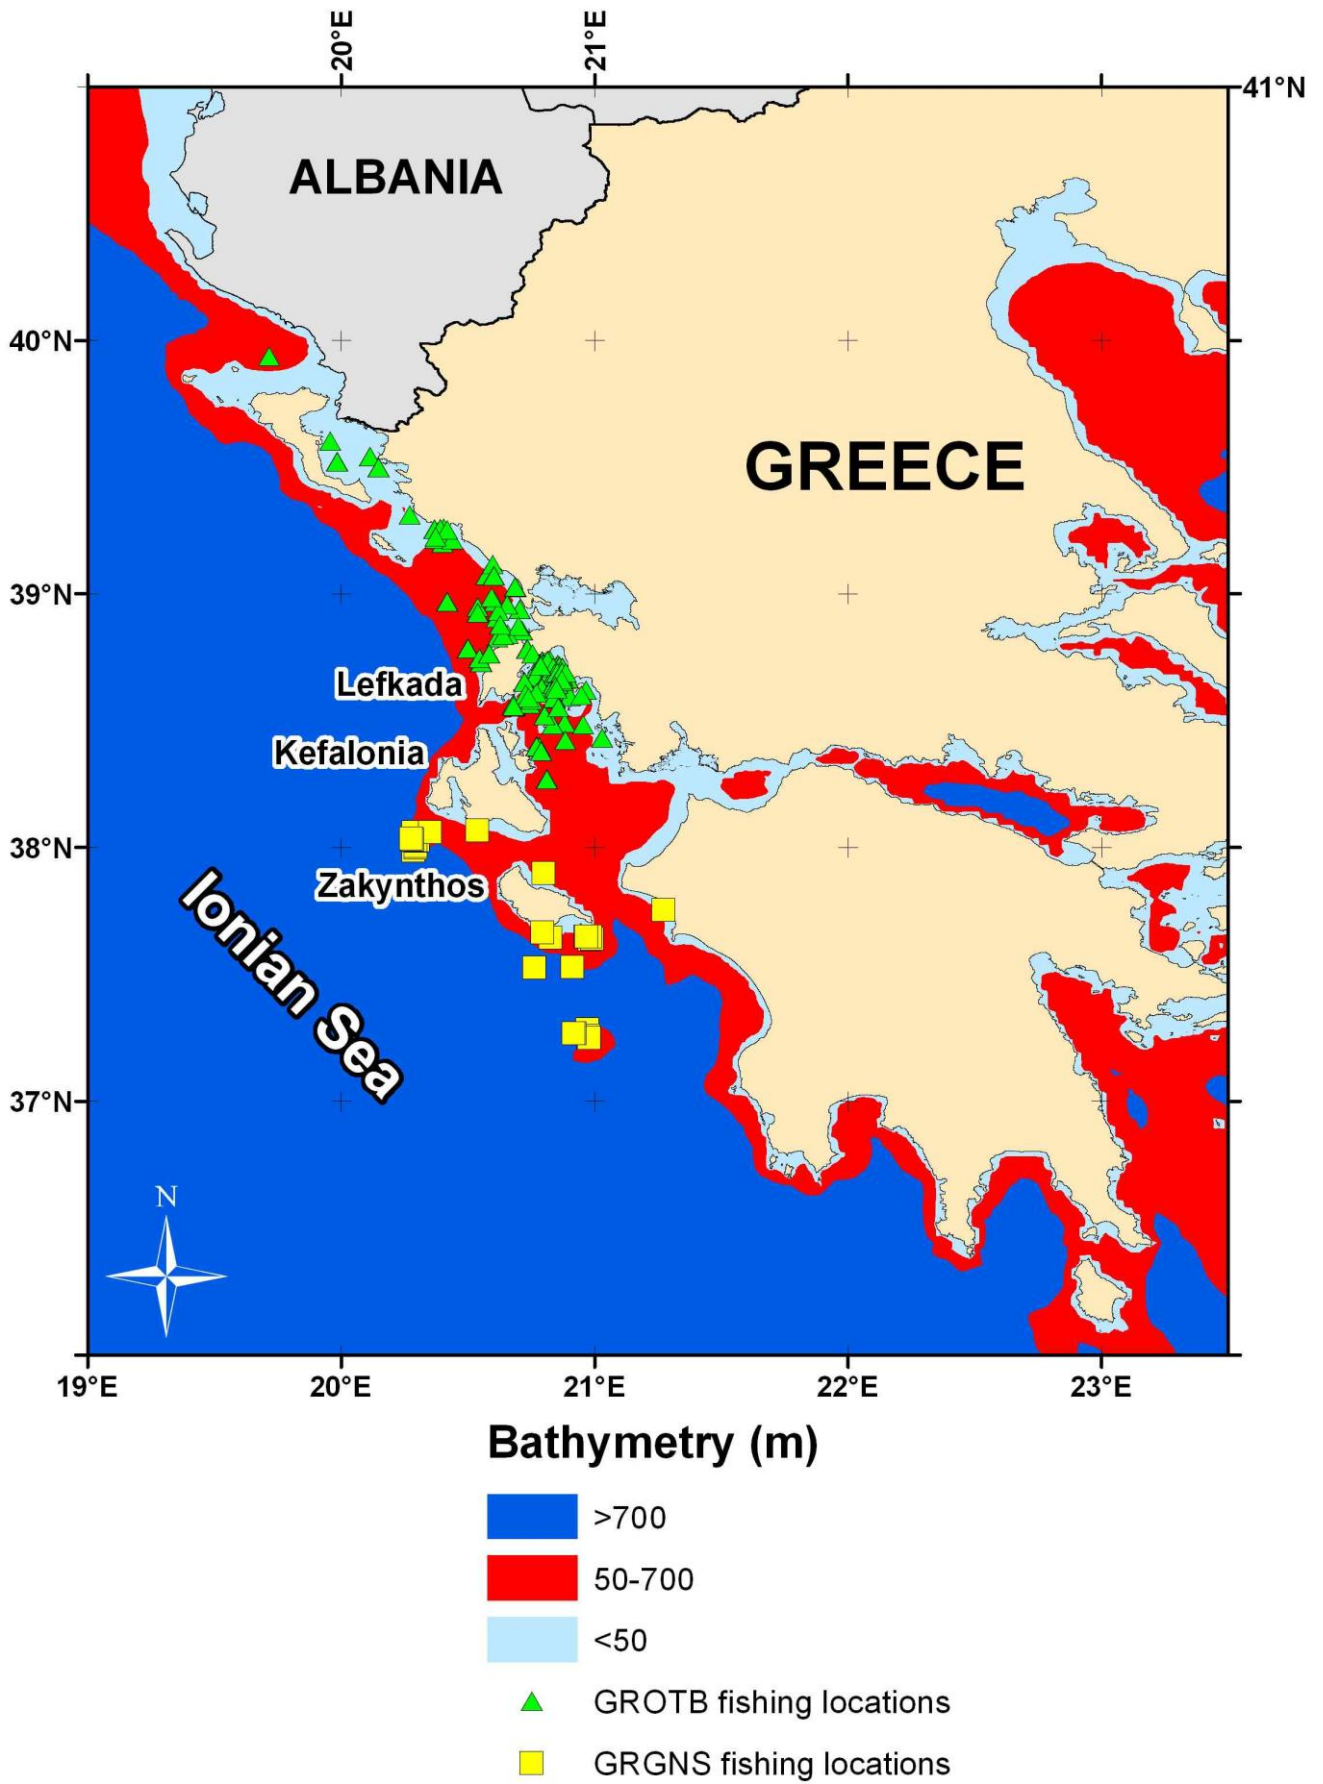 20°E
21°E
41°N
ALBANIA
40°N
GREECE
39°N
Lefkada
Kefalonia
38°N
Zakynthos
Ionian Sea
37°N
N
19°E
20°E
21°E
22°E
23°E
Bathymetry (m)
>700
50-700
<50
GROTB fishing locations
GRGNS fishing locations